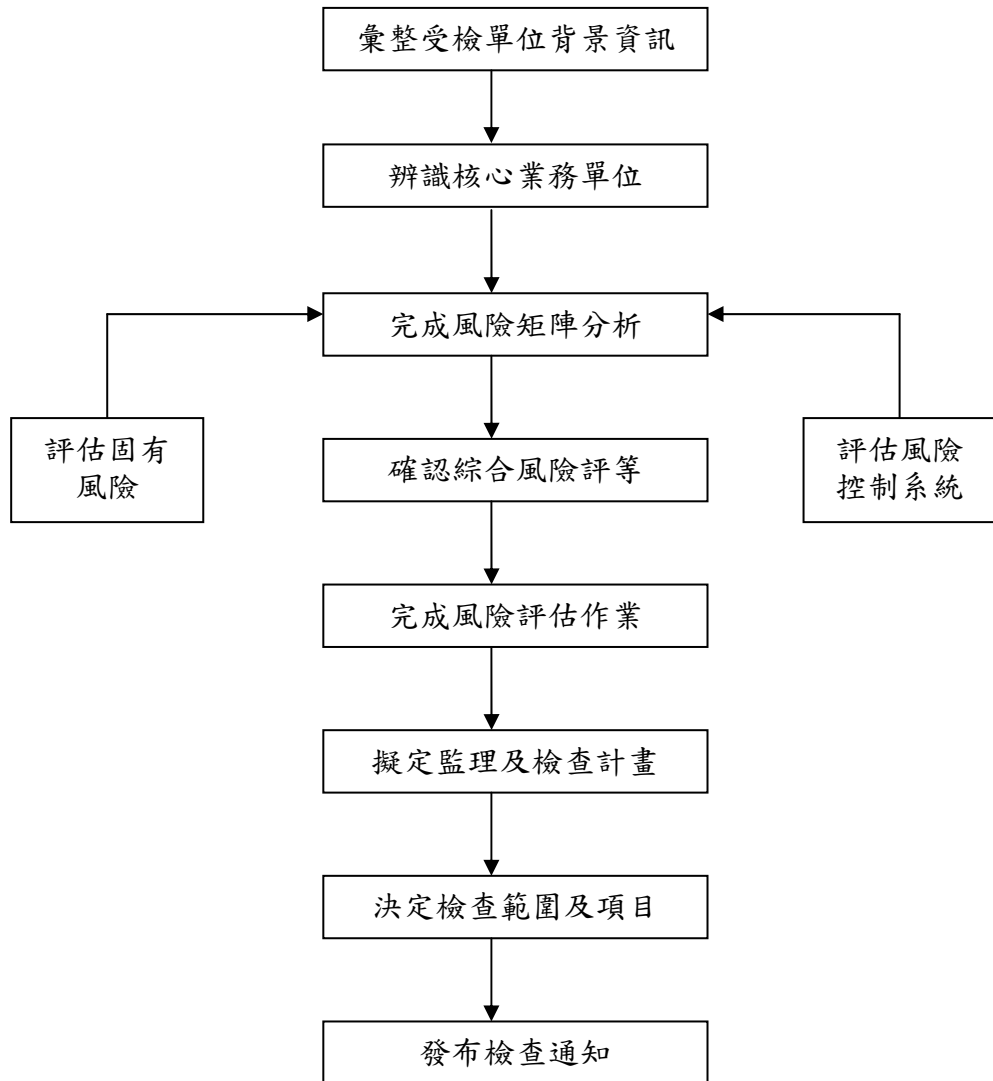 彙整受檢單位背景資訊
辨識核心業務單位
完成風險矩陣分析
評估固有
風險
確認綜合風險評等
評估風險
控制系統
完成風險評估作業
擬定監理及檢查計畫
決定檢查範圍及項目
發布檢查通知